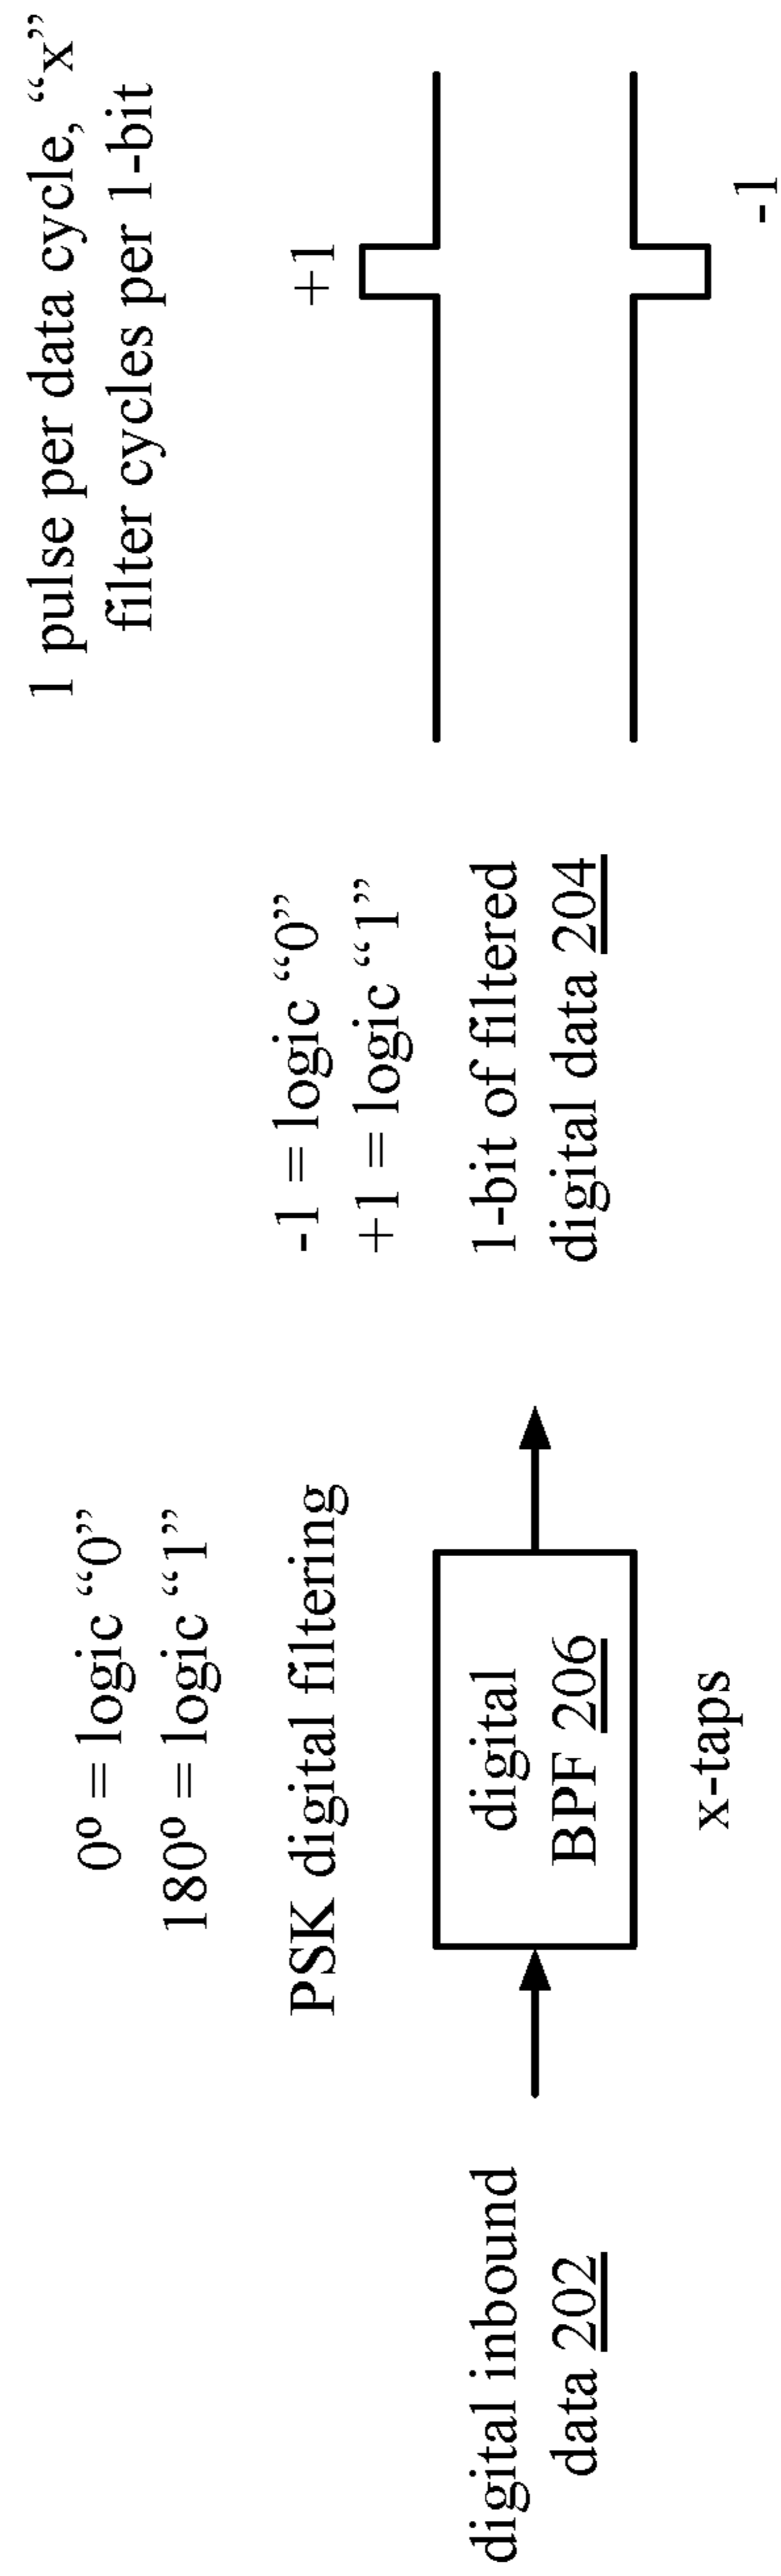 1 pulse per data cycle, “x”
filter cycles per 1-bit
0º = logic “0”
180º = logic “1”
PSK digital filtering
-1 = logic “0”
+1 = logic “1”
+1
digital inbound
data 202
digital
BPF 206
1-bit of filtered
digital data 204
x-taps
-1